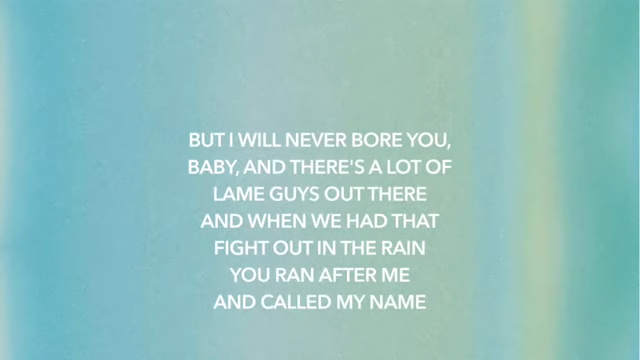 BUT I WILL NEVER BORE YOU,
BABY, AND THERE'S A LOT OF
LAME GUYS OUT THERE
AND WHEN WE HAD THAT
FIGHT OUT IN THE RAIN
YOU RAN AFTER ME
AND CALLED MY NAME